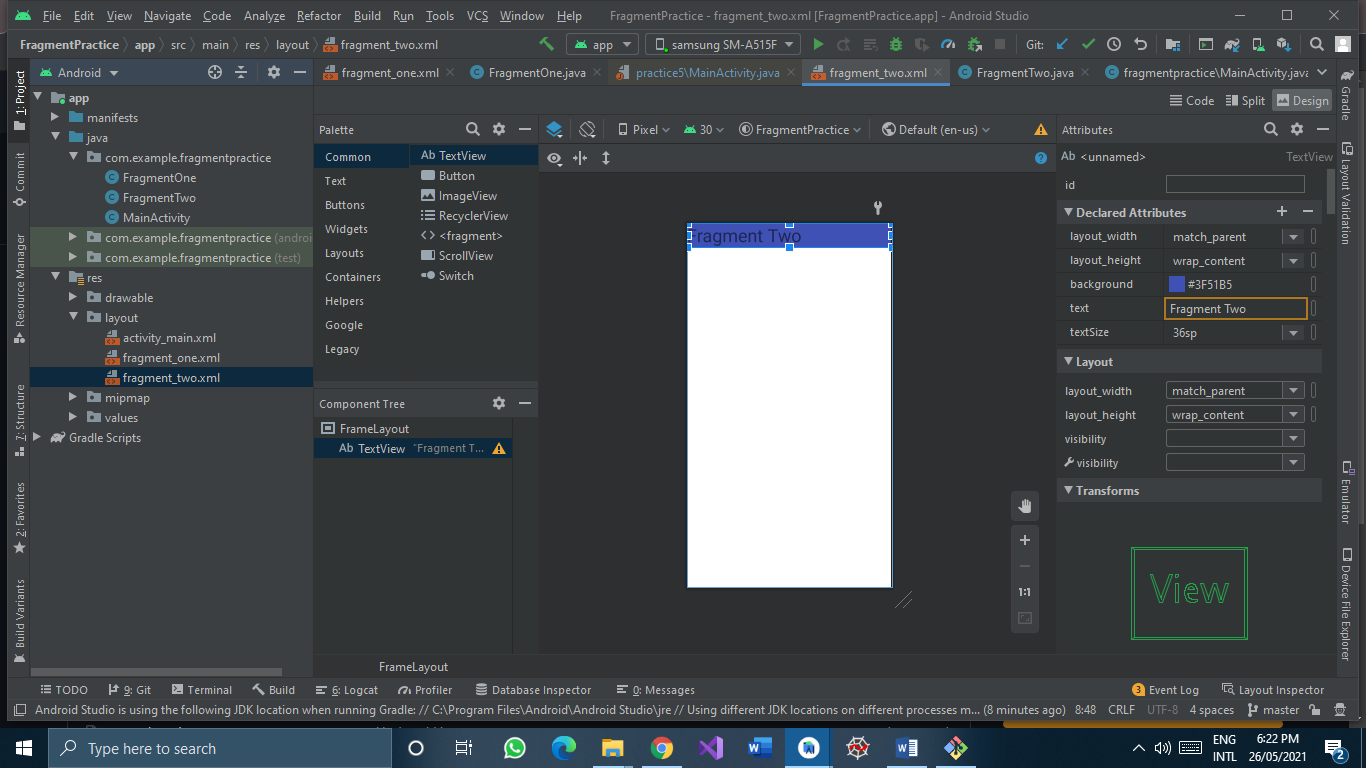 File Edit View Navigate Code Analyze Refactor Build Run Tools VCS Window Help FragmentPractice - fragment_two.xml [FragmentPractice.app] - Android Studio
FragmentPractice app src main res layout fragment_two.xml app samsung SM-A515F Git:
Android fragment_one.xml FragmentOne.java practice5\MainActivity.java fragment_two.xml FragmentTwo.java fragmentpractice\MainActivity.java
1: Project
Commit
Resource Manager
7: Structure
2: Favorites
Build Variants
app
manifests
java
com.example.fragmentpractice
FragmentOne
FragmentTwo
MainActivity
com.example.fragmentpractice (androi
com.example.fragmentpractice (test)
res
drawable
layout
activity_main.xml
fragment_one.xml
fragment_two.xml
mipmap
values
Gradle Scripts
Code Split Design
Palette
Common
Text
Buttons
Widgets
Layouts
Containers
Helpers
Google
Legacy
Ab TextView
Button
ImageView
RecyclerView
<> <fragment>
ScrollView
Switch
Component Tree
FrameLayout
Ab TextView "Fragment T...
Pixel 30 FragmentPractice Default (en-us)
?
Fragment Two
1:1
FrameLayout
Attributes
Ab <unnamed> TextView
id
Declared Attributes
layout_width match_parent
layout_height wrap_content
background #3F51B5
text Fragment Two
textSize 36sp
Layout
layout_width match_parent
layout_height wrap_content
visibility
visibility
Transforms
View
Gradle
Layout Validation
Emulator
Device File Explorer
TODO 9: Git Terminal Build 6: Logcat Profiler Database Inspector 0: Messages 3 Event Log Layout Inspector
Android Studio is using the following JDK location when running Gradle: // C:\Program Files\Android\Android Studio\jre // Using different JDK locations on different processes m... (8 minutes ago) 8:48 CRLF UTF-8 4 spaces master
Type here to search W ENG 6:22 PM
INTL 26/05/2021 2